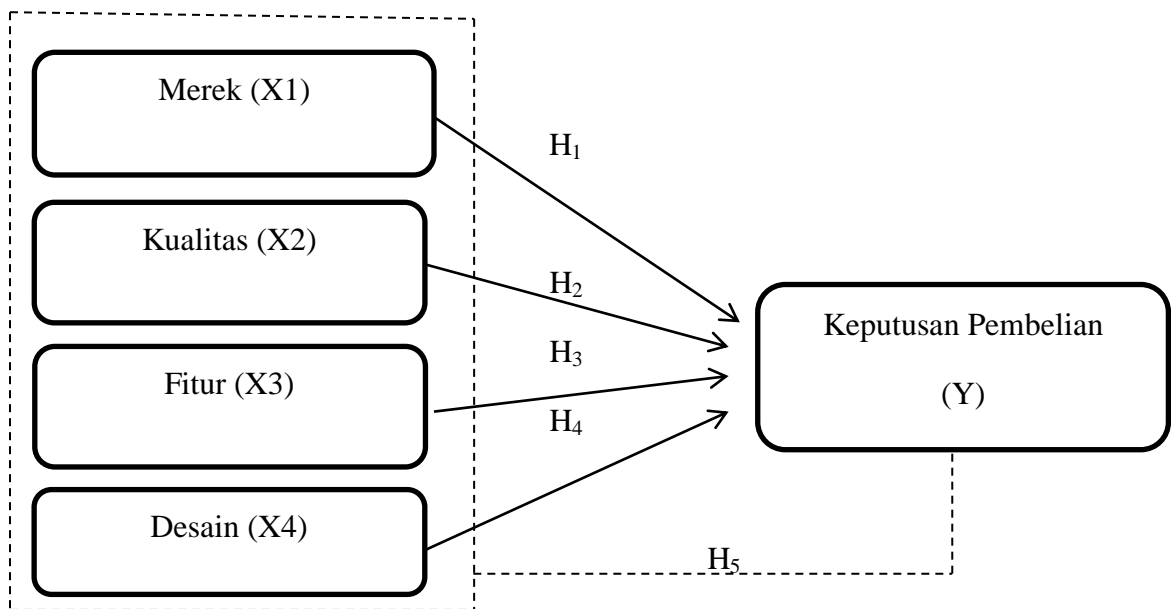 Merek (X1)
H₁
Kualitas (X2)
H₂
Keputusan Pembelian
(Y)
H₃
Fitur (X3)
H₄
Desain (X4)
H₅